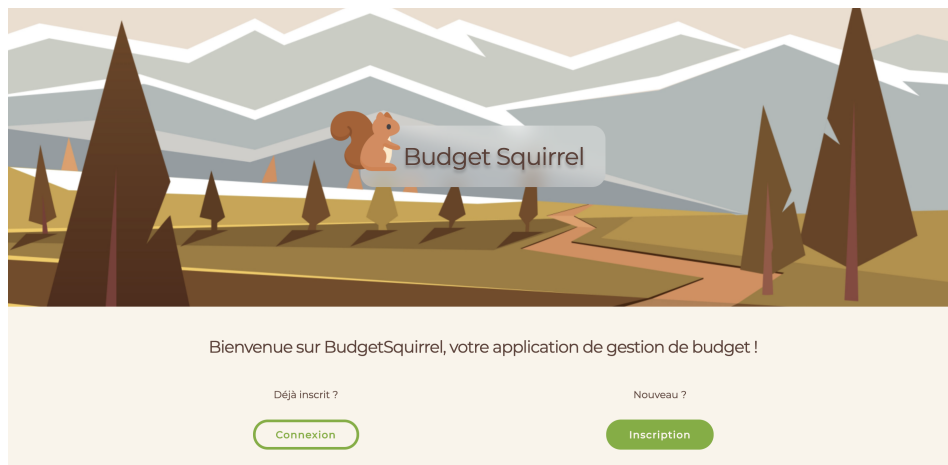 Budget Squirrel
Bienvenue sur BudgetSquirrel, votre application de gestion de budget !
Déjà inscrit ?
Nouveau ?
Connexion
Inscription